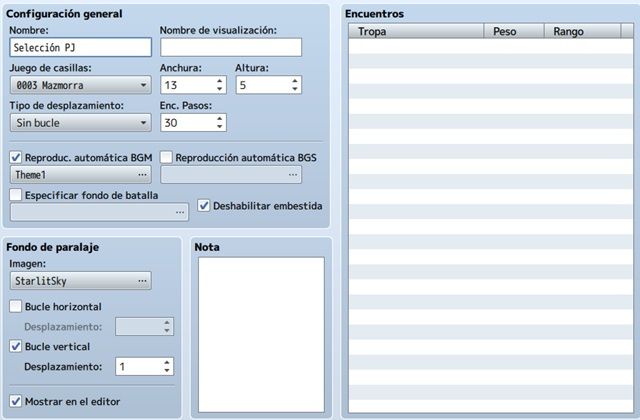 Configuración general
Nombre: Nombre de visualización:
Selección PJ
Juego de casillas: Anchura: Altura:
0003 Mazmorra 13 5
Tipo de desplazamiento: Enc. Pasos:
Sin bucle 30
Reproduc. automática BGM Reproducción automática BGS
Theme1 ... ...
Especificar fondo de batalla
... Deshabilitar embestida
Fondo de paralaje
Imagen:
StarlitSky ...
Bucle horizontal
Desplazamiento:
Bucle vertical
Desplazamiento: 1
Mostrar en el editor
Nota
Encuentros
Tropa Peso Rango